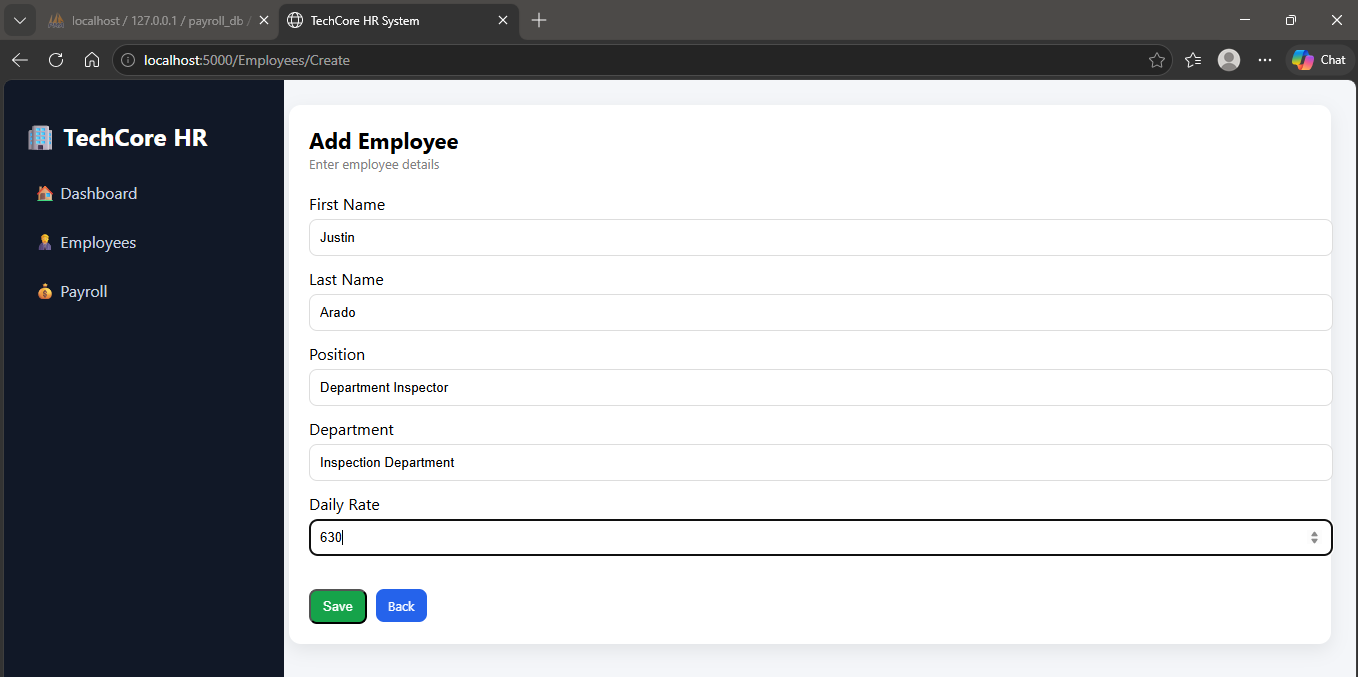 localhost / 127.0.0.1 / payroll_db /
TechCore HR System
localhost:5000/Employees/Create
Chat
TechCore HR
Dashboard
Employees
Payroll
Add Employee
Enter employee details
First Name
Justin
Last Name
Arado
Position
Department Inspector
Department
Inspection Department
Daily Rate
630
Save
Back